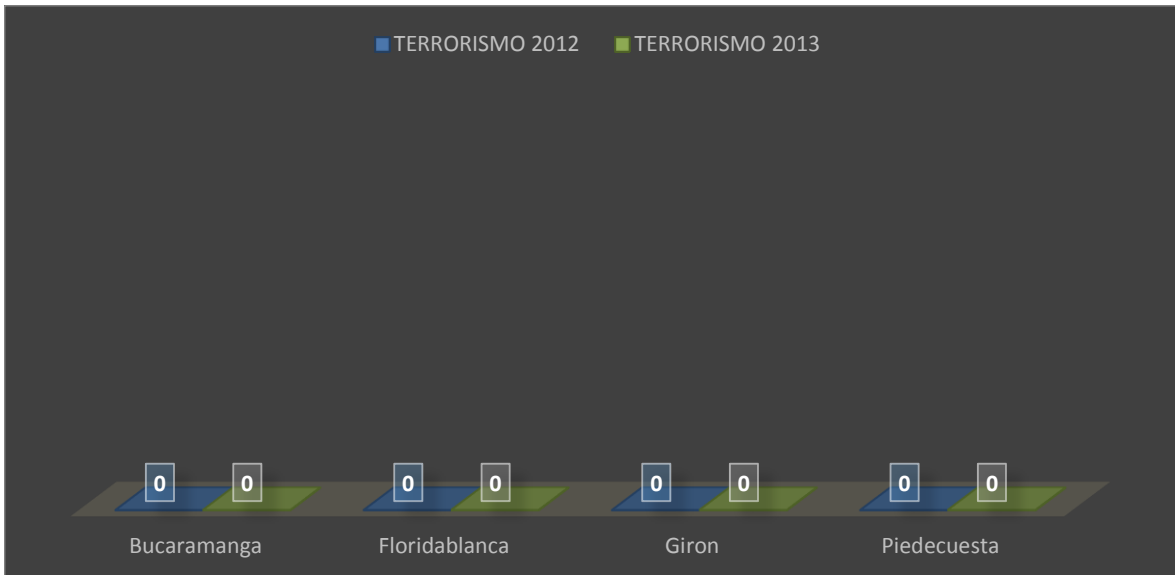 TERRORISMO 2012 TERRORISMO 2013
0 0 0 0 0 0 0 0
Bucaramanga Floridablanca Giron Piedecuesta